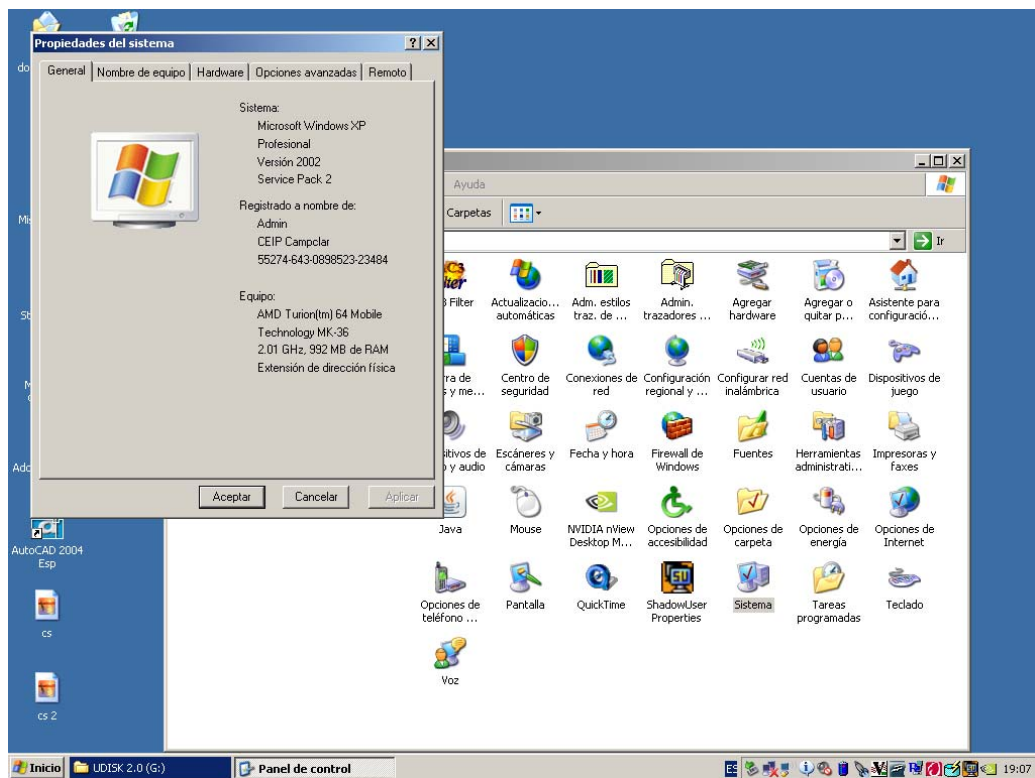 Propiedades del sistema
General
Nombre de equipo
Hardware
Opciones avanzadas
Remoto
Sistema:
Microsoft Windows XP
Profesional
Versión 2002
Service Pack 2
Registrado a nombre de:
Admin
CEIP Campclar
55274-643-0898523-23484
Equipo:
AMD Turion(tm) 64 Mobile
Technology MK-36
2.01 GHz, 992 MB de RAM
Extensión de dirección física
Aceptar
Cancelar
Aplicar
Ayuda
Carpetas
Ir
Filter
Actualizacio...
automáticas
Adm. estilos
traz. de ...
Admin.
trazadores ...
Agregar
hardware
Agregar o
quitar p...
Asistente para
configuració...
de
y me...
Centro de
seguridad
Conexiones de
red
Configuración
regional y ...
Configurar red
inalámbrica
Cuentas de
usuario
Dispositivos de
juego
de
y audio
Escáneres y
cámaras
Fecha y hora
Firewall de
Windows
Fuentes
Herramientas
administrati...
Impresoras y
faxes
Java
Mouse
NVIDIA nView
Desktop M...
Opciones de
accesibilidad
Opciones de
carpeta
Opciones de
energía
Opciones de
Internet
Opciones de
teléfono ...
Pantalla
QuickTime
ShadowUser
Properties
Sistema
Tareas
programadas
Teclado
Voz
AutoCAD 2004
Esp
cs
cs 2
Inicio
UDISK 2.0 (G:)
Panel de control
ES
19:07